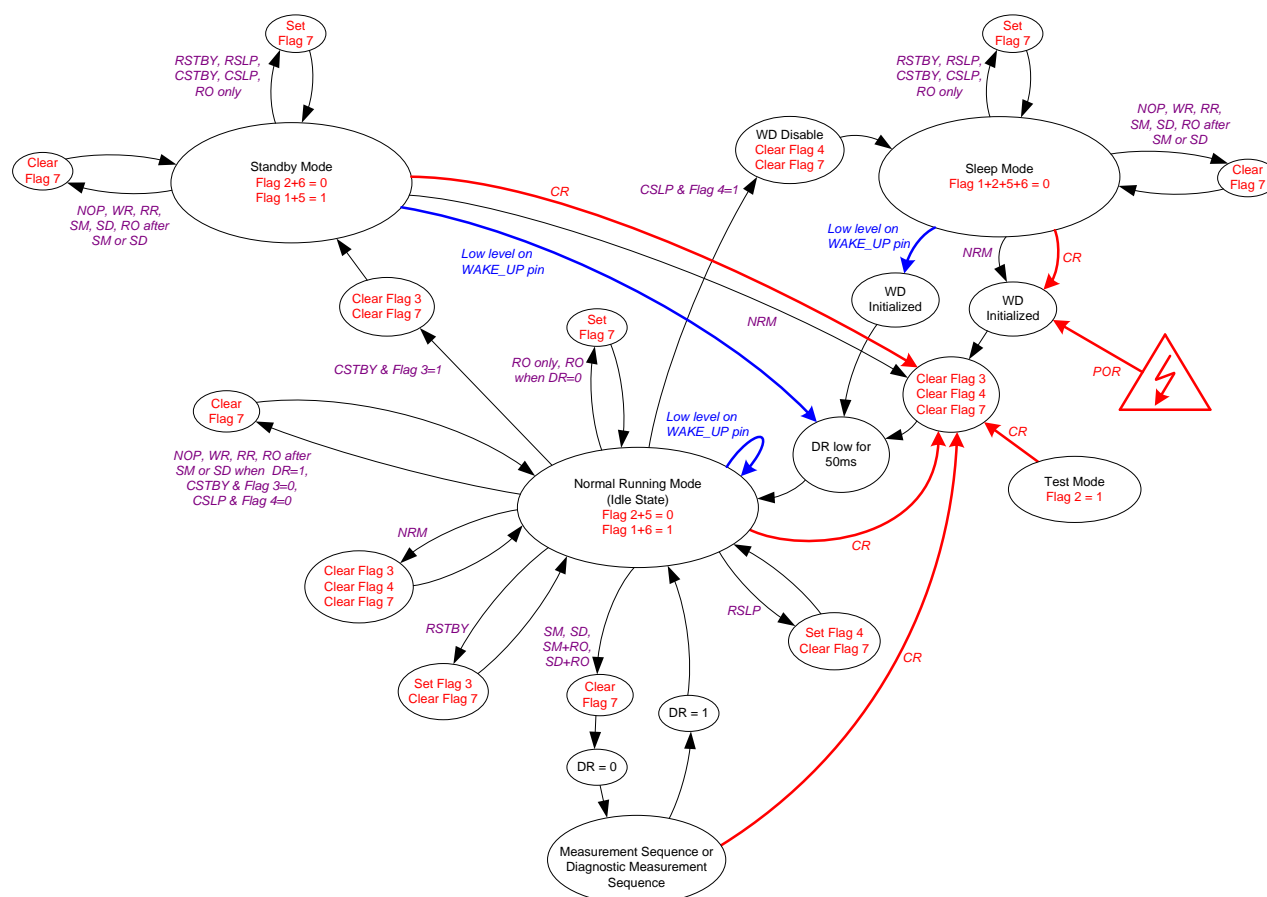 Set
Flag 7
RSTBY, RSLP,
CSTBY, CSLP,
RO only
Standby Mode
Flag 2+6 = 0
Flag 1+5 = 1
Clear
Flag 7
NOP, WR, RR,
SM, SD, RO after
SM or SD
Set
Flag 7
RSTBY, RSLP,
CSTBY, CSLP,
RO only
NOP, WR, RR,
SM, SD, RO after
SM or SD
Sleep Mode
Flag 1+2+5+6 = 0
Clear
Flag 7
WD Disable
Clear Flag 4
Clear Flag 7
CSLP & Flag 4=1
CR
Low level on
WAKE_UP pin
Low level on
WAKE_UP pin
NRM
CR
WD
Initialized
WD
Initialized
Clear Flag 3
Clear Flag 7
CSTBY & Flag 3=1
Set
Flag 7
RO only, RO
when DR=0
NRM
Clear Flag 3
Clear Flag 4
Clear Flag 7
POR
CR
Test Mode
Flag 2 = 1
Clear
Flag 7
NOP, WR, RR, RO after
SM or SD when  DR=1,
CSTBY & Flag 3=0,
CSLP & Flag 4=0
Low level on
WAKE_UP pin
DR low for
50ms
Normal Running Mode
(Idle State)
Flag 2+5 = 0
Flag 1+6 = 1
CR
NRM
Clear Flag 3
Clear Flag 4
Clear Flag 7
RSTBY
Set Flag 3
Clear Flag 7
SM, SD,
SM+RO,
SD+RO
Clear
Flag 7
RSLP
Set Flag 4
Clear Flag 7
CR
DR = 1
DR = 0
Measurement Sequence or
Diagnostic Measurement
Sequence